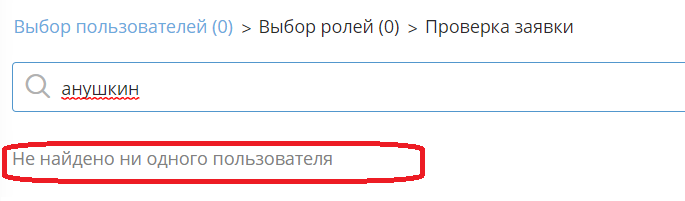 Выбор пользователей (0) > Выбор ролей (0) > Проверка заявки
анушкин
Не найдено ни одного пользователя